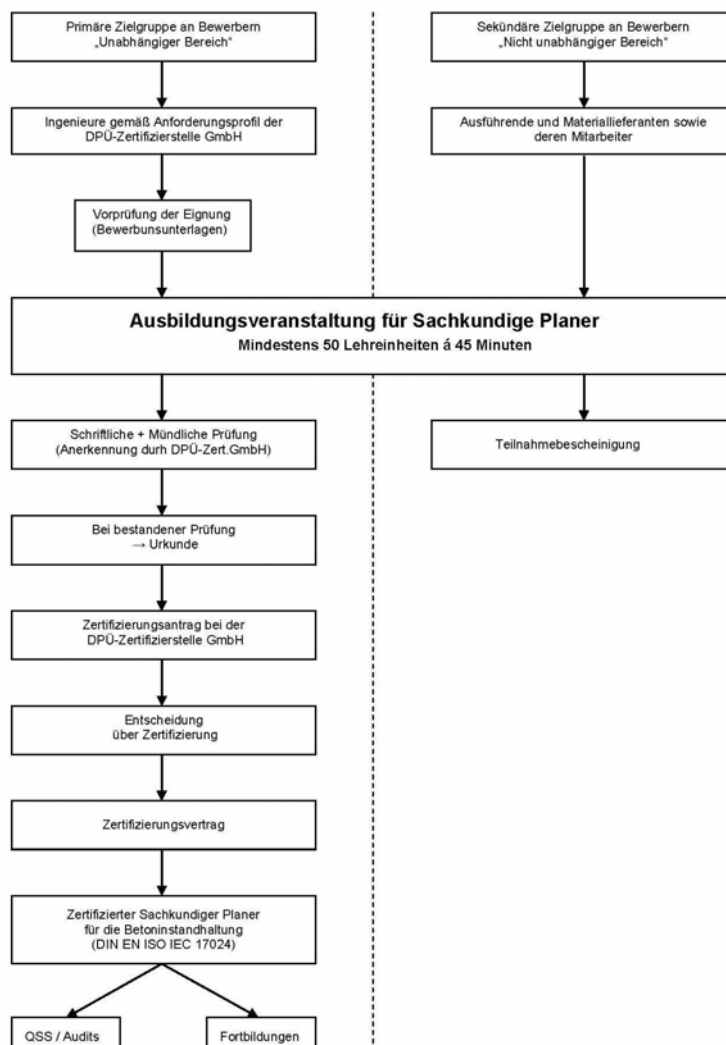 Primäre Zielgruppe an Bewerbern
„Unabhängiger Bereich“
Sekündäre Zielgruppe an Bewerbern
„Nicht unabhängiger Bereich“
Ingenieure gemäß Anforderungsprofil der
DPÜ-Zertifizierstelle GmbH
Ausführende und Materiallieferanten sowie
deren Mitarbeiter
Vorprüfung der Eignung
(Bewerbunsunterlagen)
Ausbildungsveranstaltung für Sachkundige Planer
Mindestens 50 Lehreinheiten á 45 Minuten
Schriftliche + Mündliche Prüfung
(Anerkennung durh DPÜ-Zert.GmbH)
Teilnahmebescheinigung
Bei bestandener Prüfung
→ Urkunde
Zertifizierungsantrag bei der
DPÜ-Zertifizierstelle GmbH
Entscheidung
über Zertifizierung
Zertifizierungsvertrag
Zertifizierter Sachkundiger Planer
für die Betoninstandhaltung
(DIN EN ISO IEC 17024)
QSS / Audits
Fortbildungen